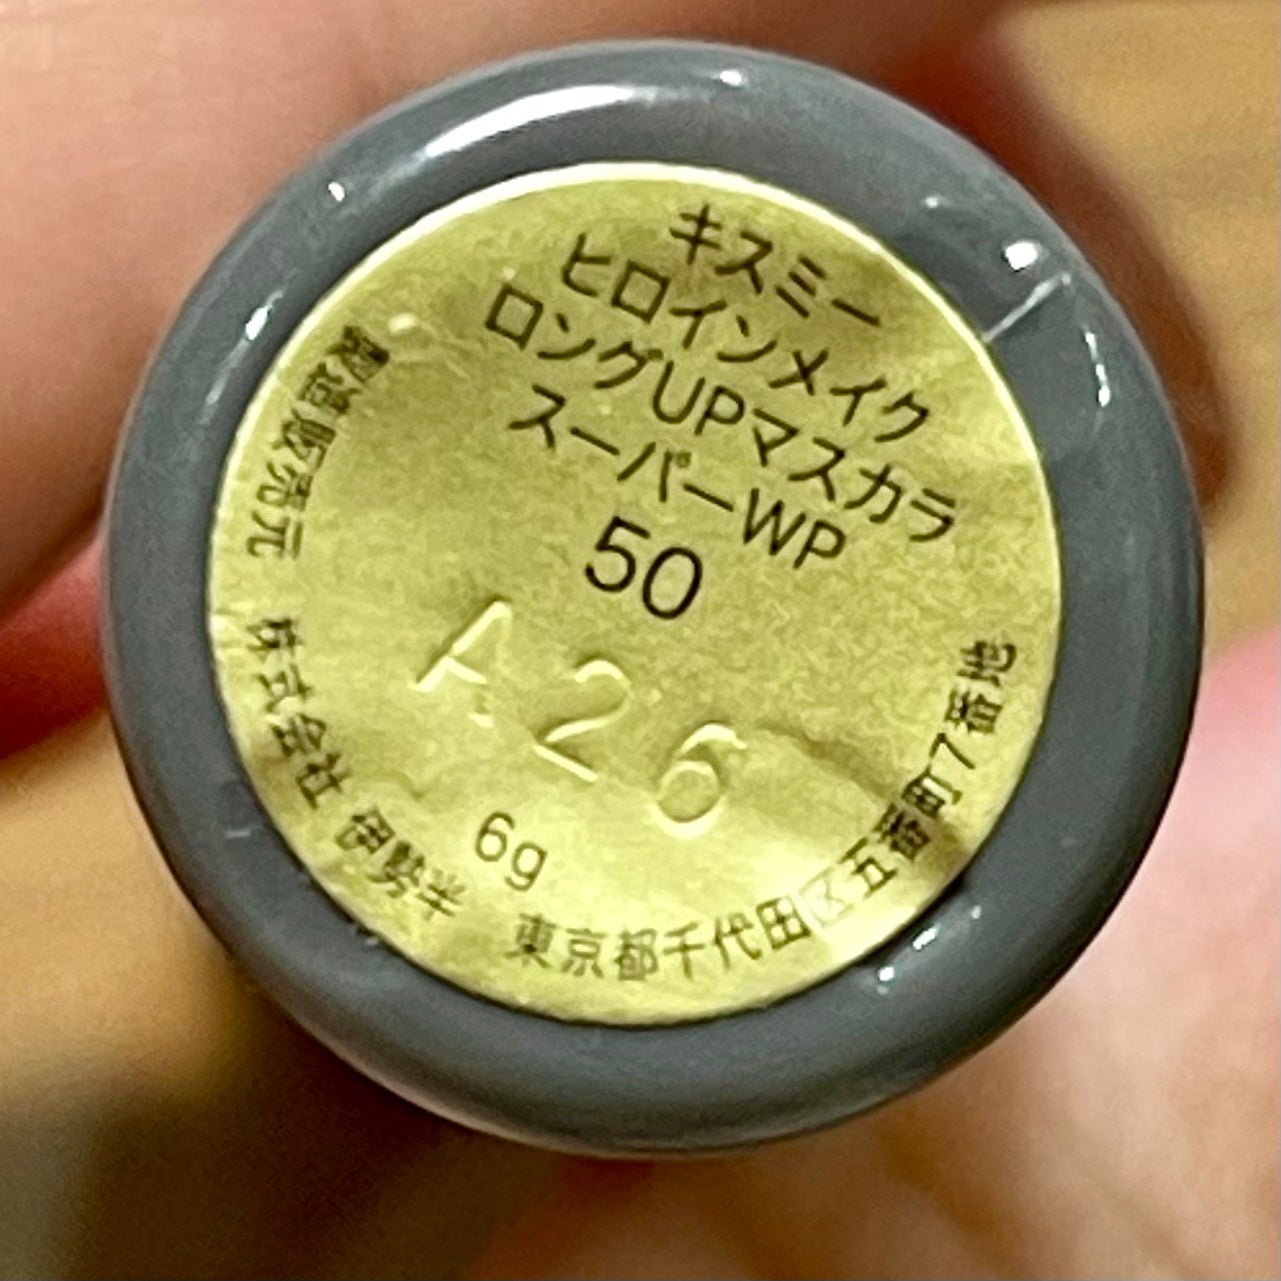 キスミー
ヒロインメイク
ロングUPマスカラ
スーパーWP
50
A26
6g
製造販売元 株式会社 伊勢半 東京都千代田区五番町7番地